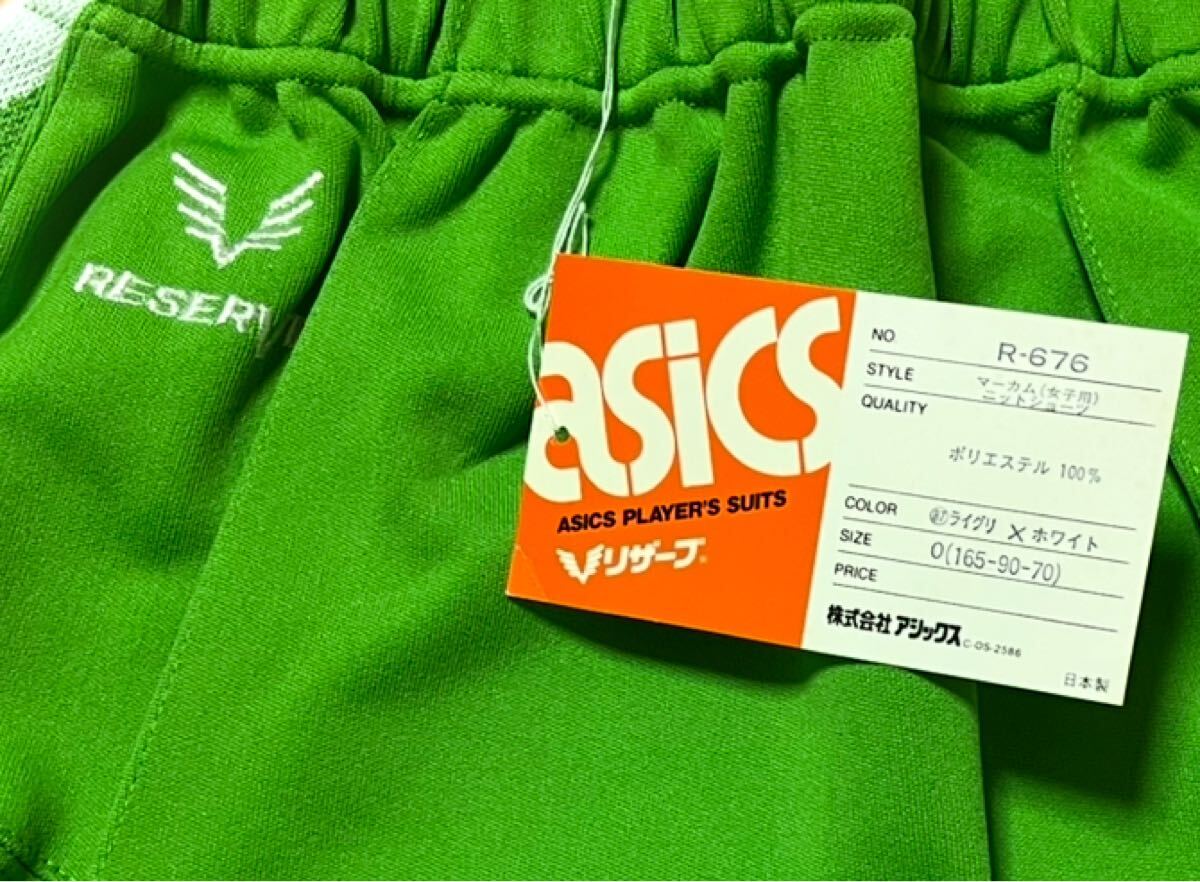 RESERV
asics
ASICS PLAYER'S SUITS
リザーブ
NO. R-676
STYLE マーカム(女子用)
ニットショーツ
QUALITY
ポリエステル 100%
COLOR ライグリ×ホワイト
SIZE O(165-90-70)
PRICE
株式会社 アシックス C-OS-2586
日本製